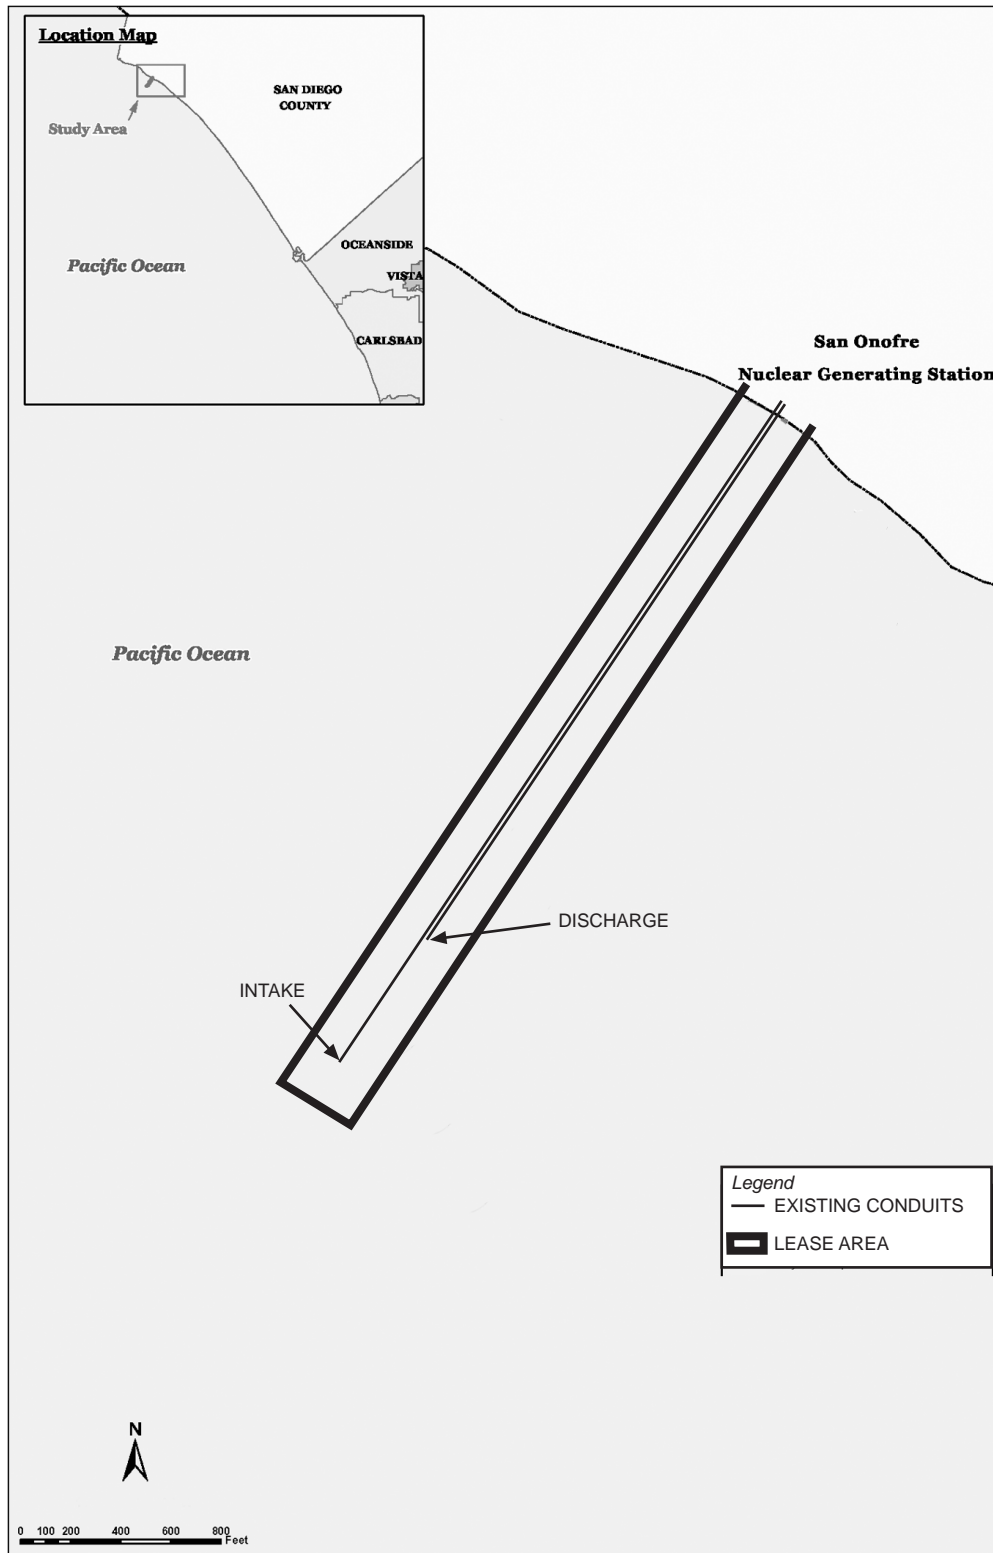 Location Map
SAN DIEGO
COUNTY
Study Area
OCEANSIDE
Pacific Ocean
VISTA
CARLSBAD
San Onofre
Nuclear Generating Station
Pacific Ocean
DISCHARGE
INTAKE
Legend
EXISTING CONDUITS
LEASE AREA
N
0 100 200 400 600 800
Feet